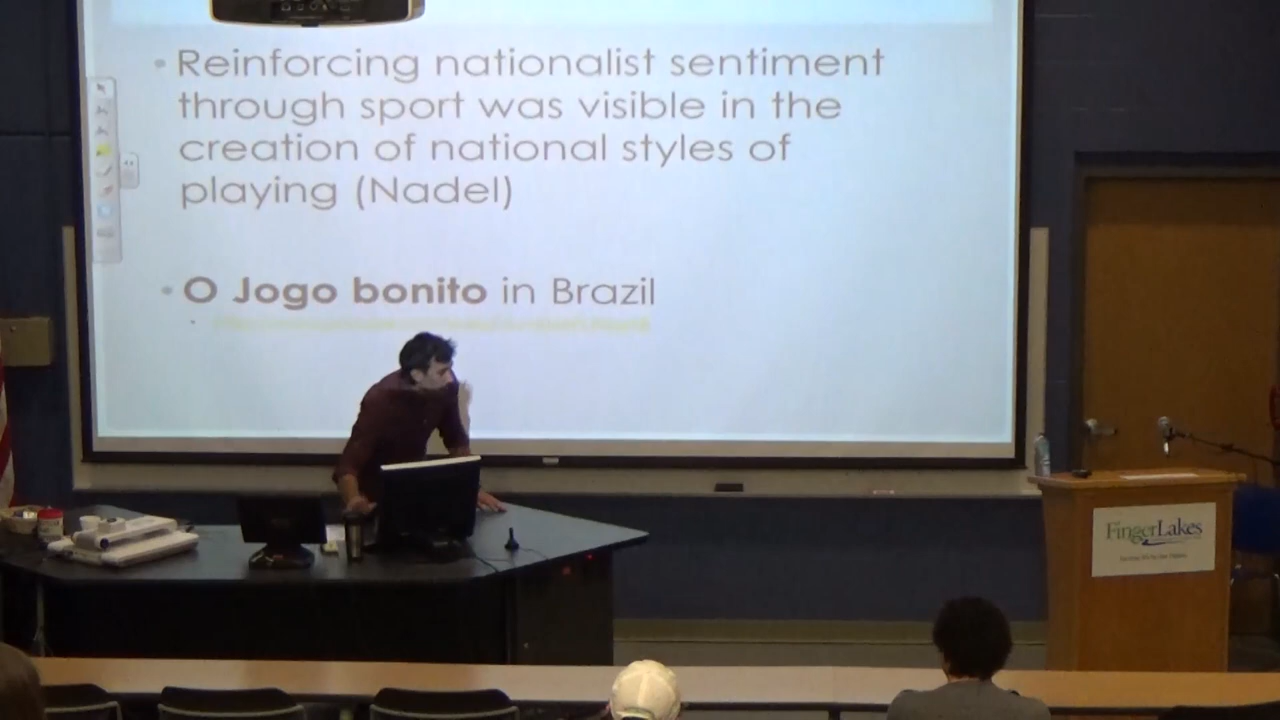 • Reinforcing nationalist sentiment
through sport was visible in the
creation of national styles of
playing (Nadel)
• O Jogo bonito in Brazil
FingerLakes